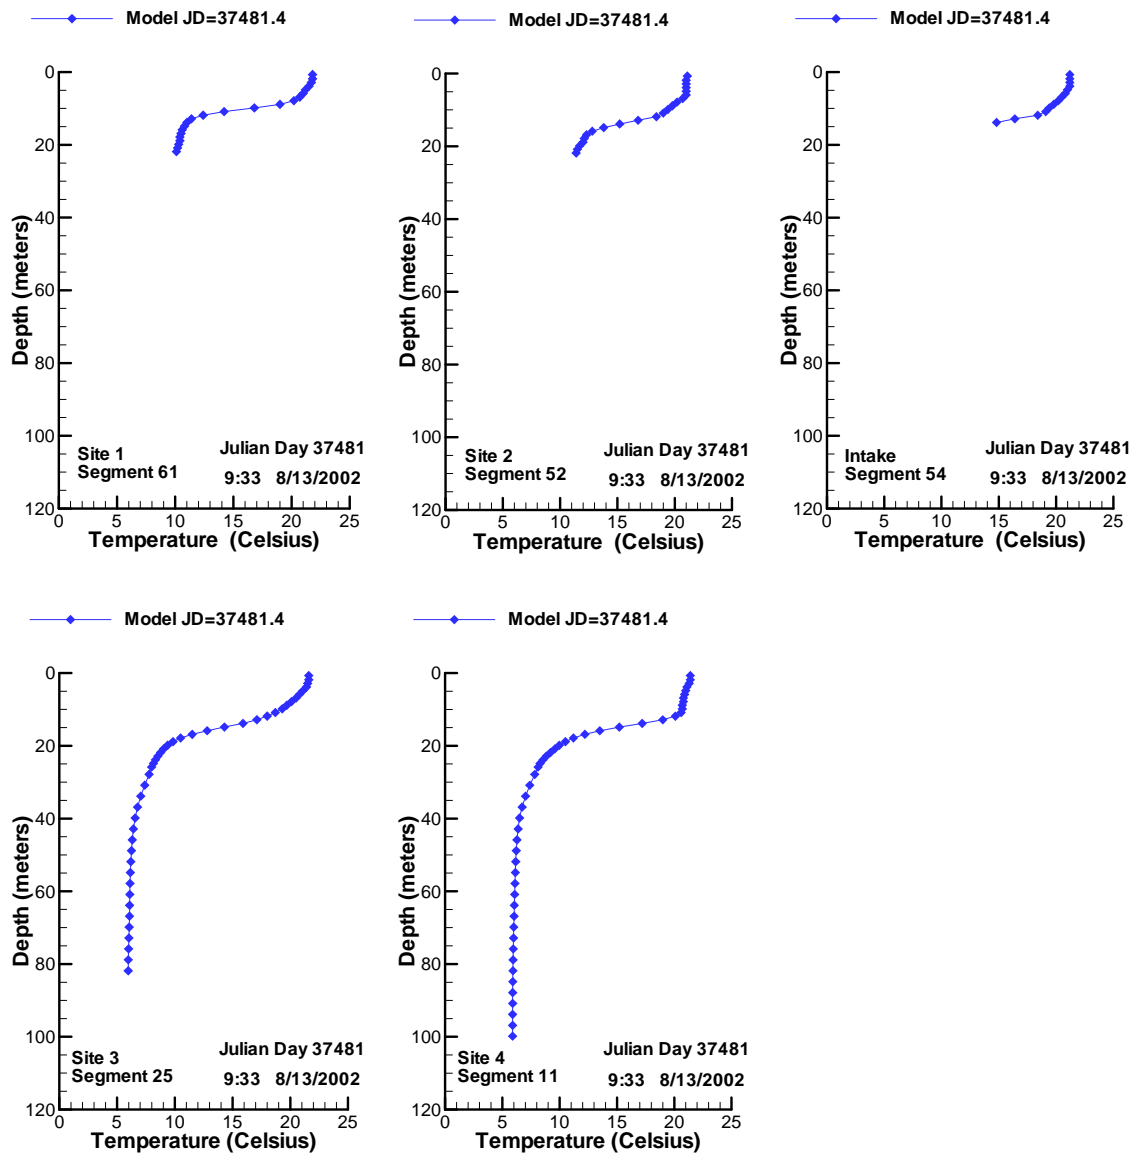 Model JD=37481.4
0
20
40
60
80
100
120
Depth (meters)
Site 1
Segment 61
Julian Day 37481
9:33 8/13/2002
0 5 10 15 20 25
Temperature (Celsius)
Model JD=37481.4
0
20
40
60
80
100
120
Depth (meters)
Site 2
Segment 52
Julian Day 37481
9:33 8/13/2002
0 5 10 15 20 25
Temperature (Celsius)
Model JD=37481.4
0
20
40
60
80
100
120
Depth (meters)
Intake
Segment 54
Julian Day 37481
9:33 8/13/2002
0 5 10 15 20 25
Temperature (Celsius)
Model JD=37481.4
0
20
40
60
80
100
120
Depth (meters)
Site 3
Segment 25
Julian Day 37481
9:33 8/13/2002
0 5 10 15 20 25
Temperature (Celsius)
Model JD=37481.4
0
20
40
60
80
100
120
Depth (meters)
Site 4
Segment 11
Julian Day 37481
9:33 8/13/2002
0 5 10 15 20 25
Temperature (Celsius)